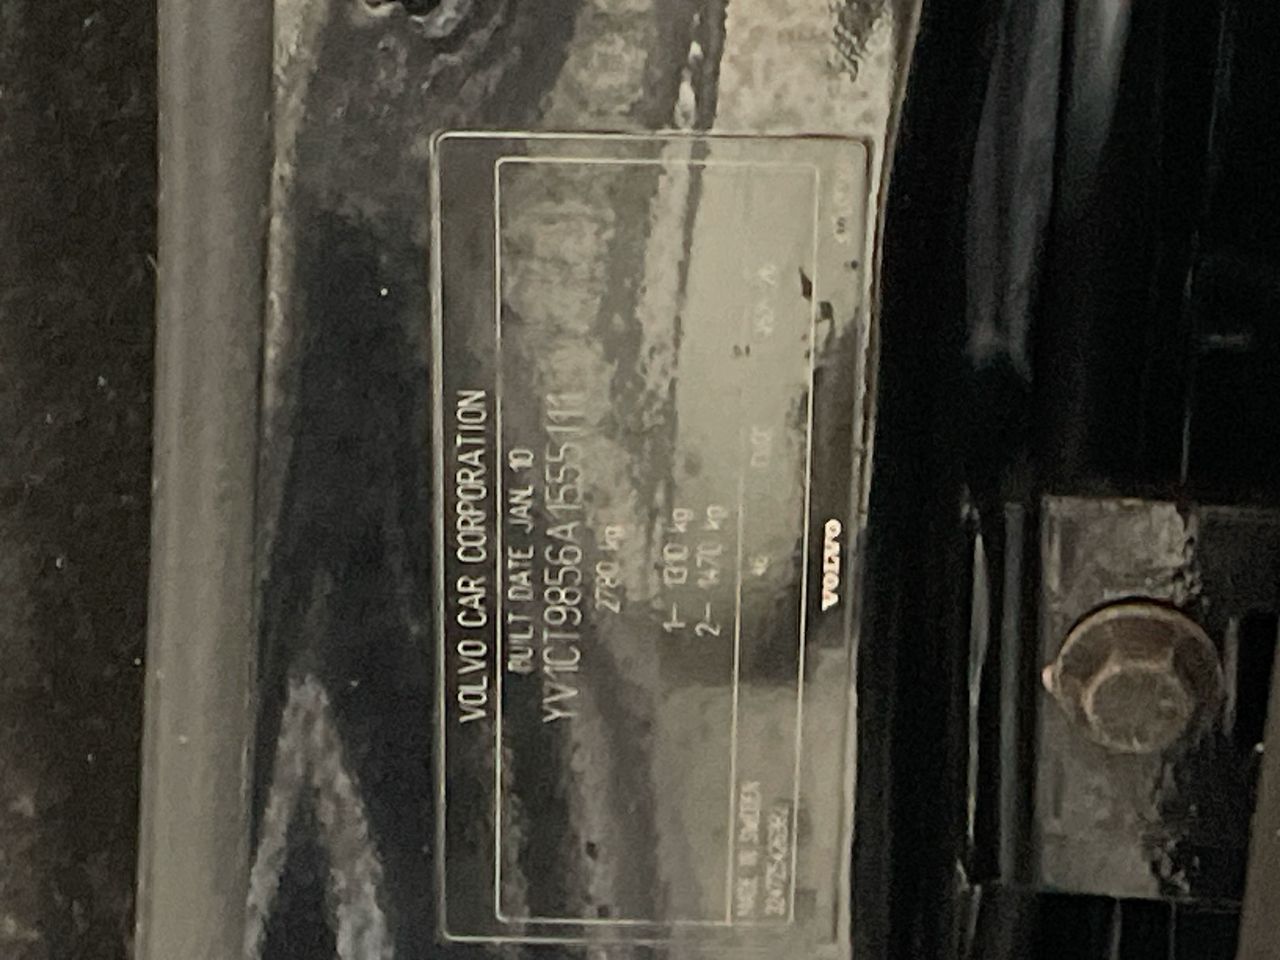 VOLVO CAR CORPORATION
BUILT DATE JAN. 10
YV1CT9856A1555111
2780 kg
1- 1310 kg
2- 1470 kg
46
MADE IN SWEDEN
VOLVO